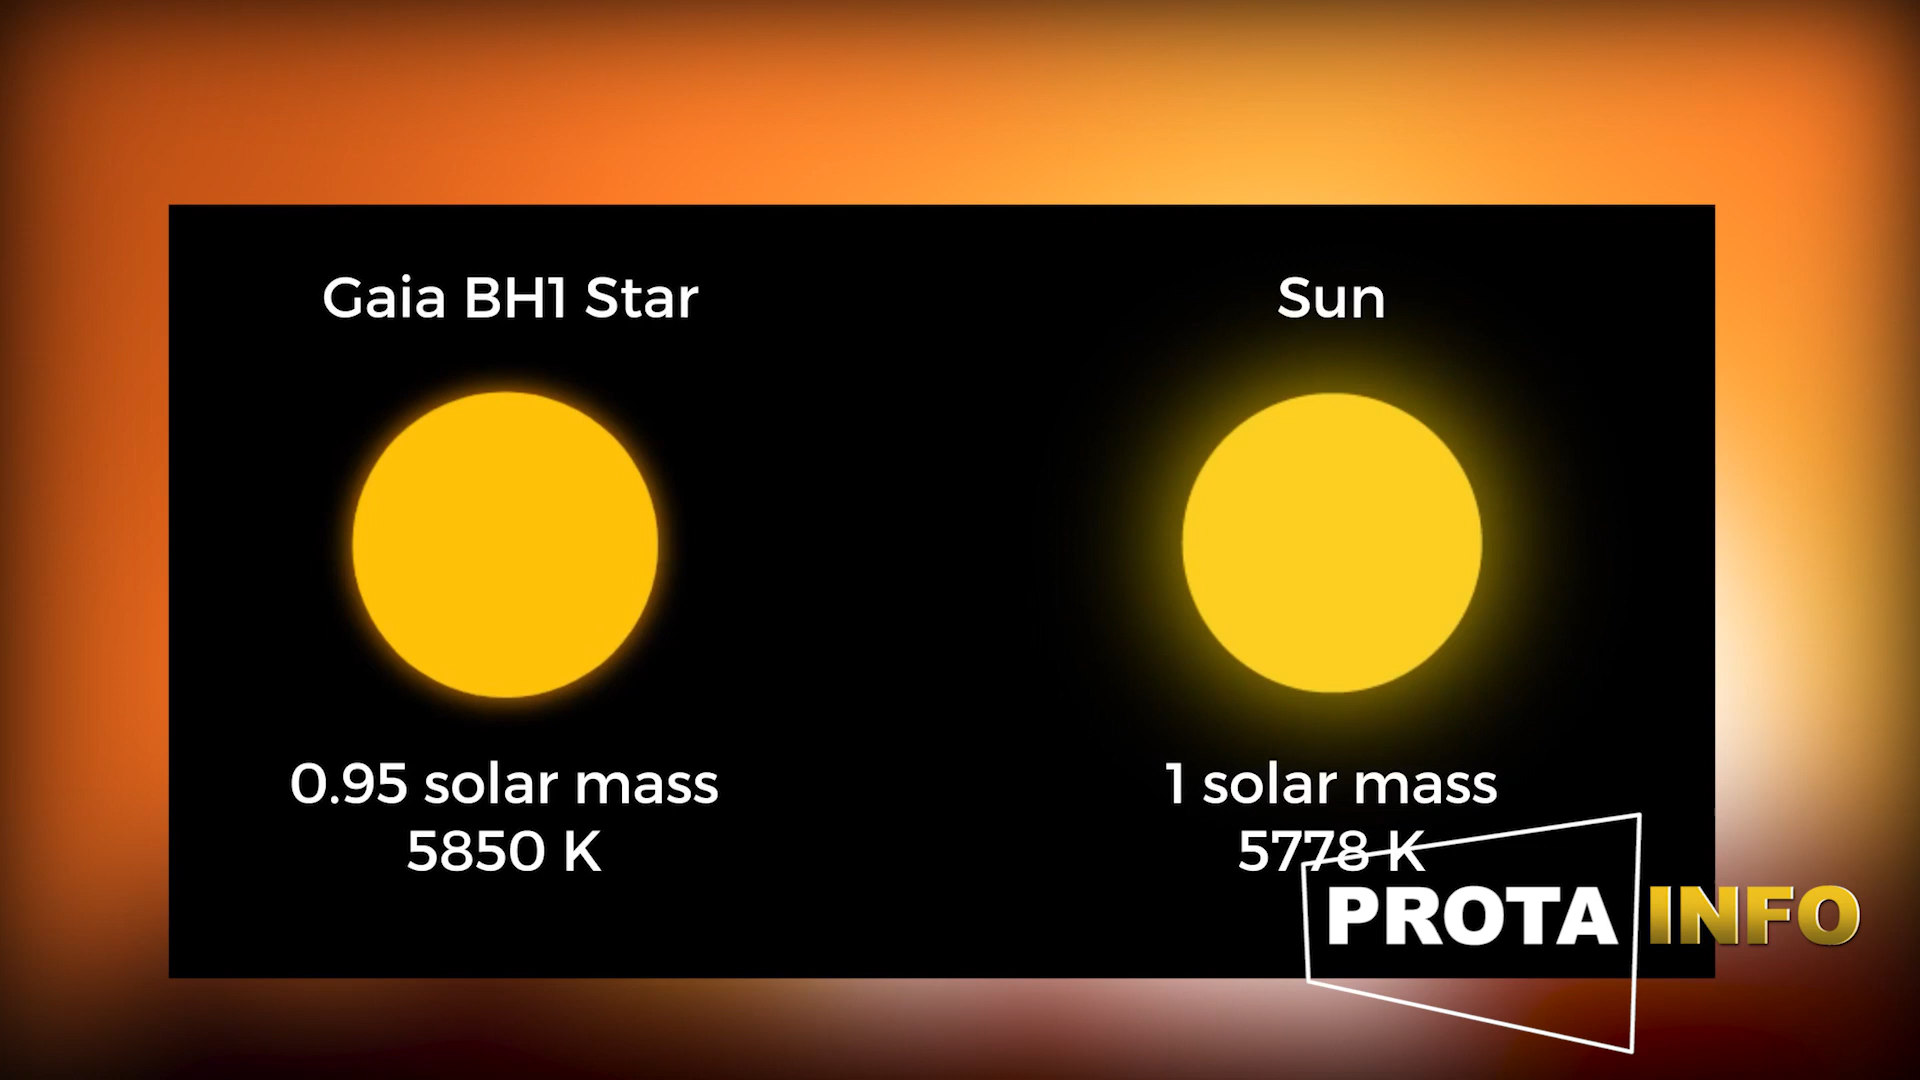 Gaia BH1 Star
Sun
0.95 solar mass
5850 K
1 solar mass
5778 K
PROTA INFO